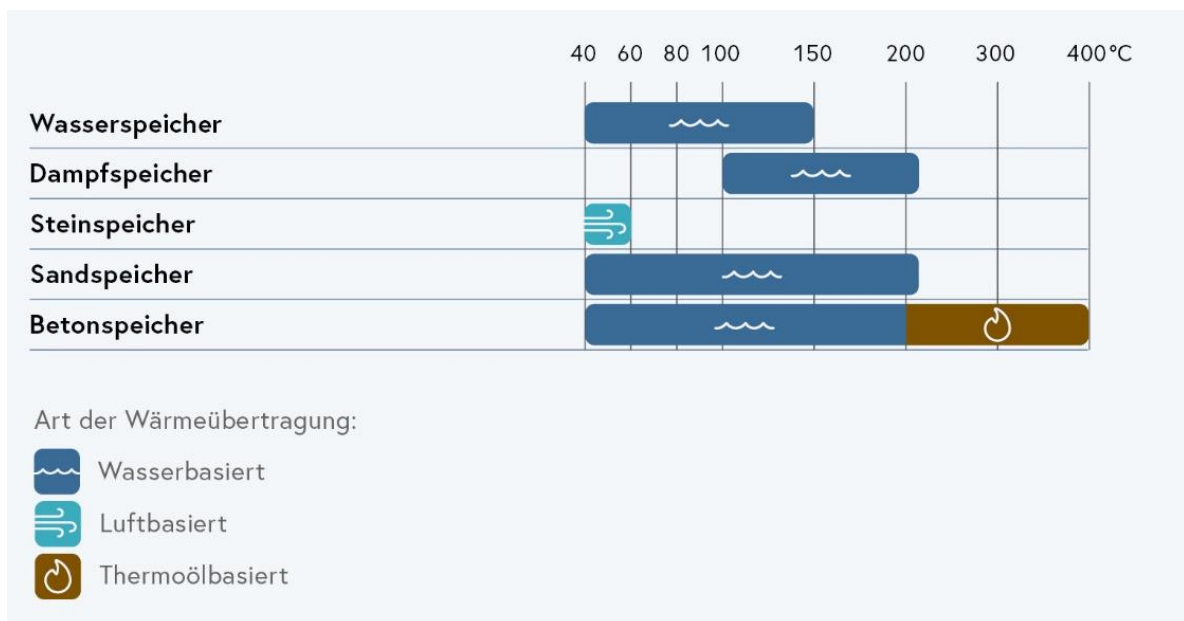 40 60 80 100 150 200 300 400°C
Wasserspeicher
Dampfspeicher
Steinspeicher
Sandspeicher
Betonspeicher
Art der Wärmeübertragung:
Wasserbasiert
Luftbasiert
Thermoölbasiert